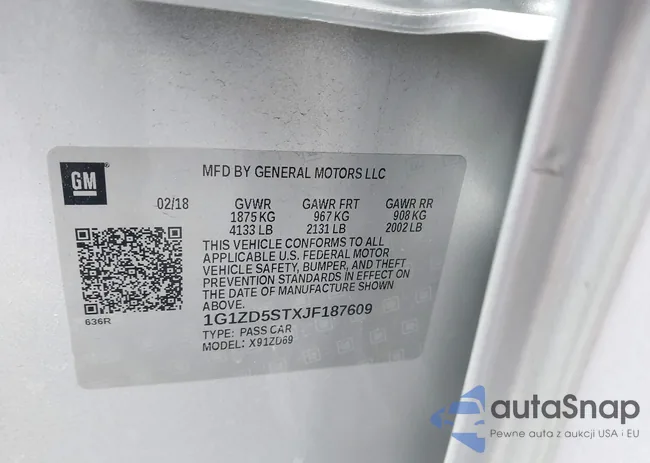 GM
MFD BY GENERAL MOTORS LLC
02/18 GVWR GAWR FRT GAWR RR
1875 KG 967 KG 908 KG
4133 LB 2131 LB 2002 LB
THIS VEHICLE CONFORMS TO ALL
APPLICABLE U.S. FEDERAL MOTOR
VEHICLE SAFETY, BUMPER, AND THEFT
PREVENTION STANDARDS IN EFFECT ON
THE DATE OF MANUFACTURE SHOWN
ABOVE.
636R
1G1ZD5STXJF187609
TYPE: PASS CAR
MODEL: X91ZD69
autaSnap
Pewne auta z aukcji USA i EU